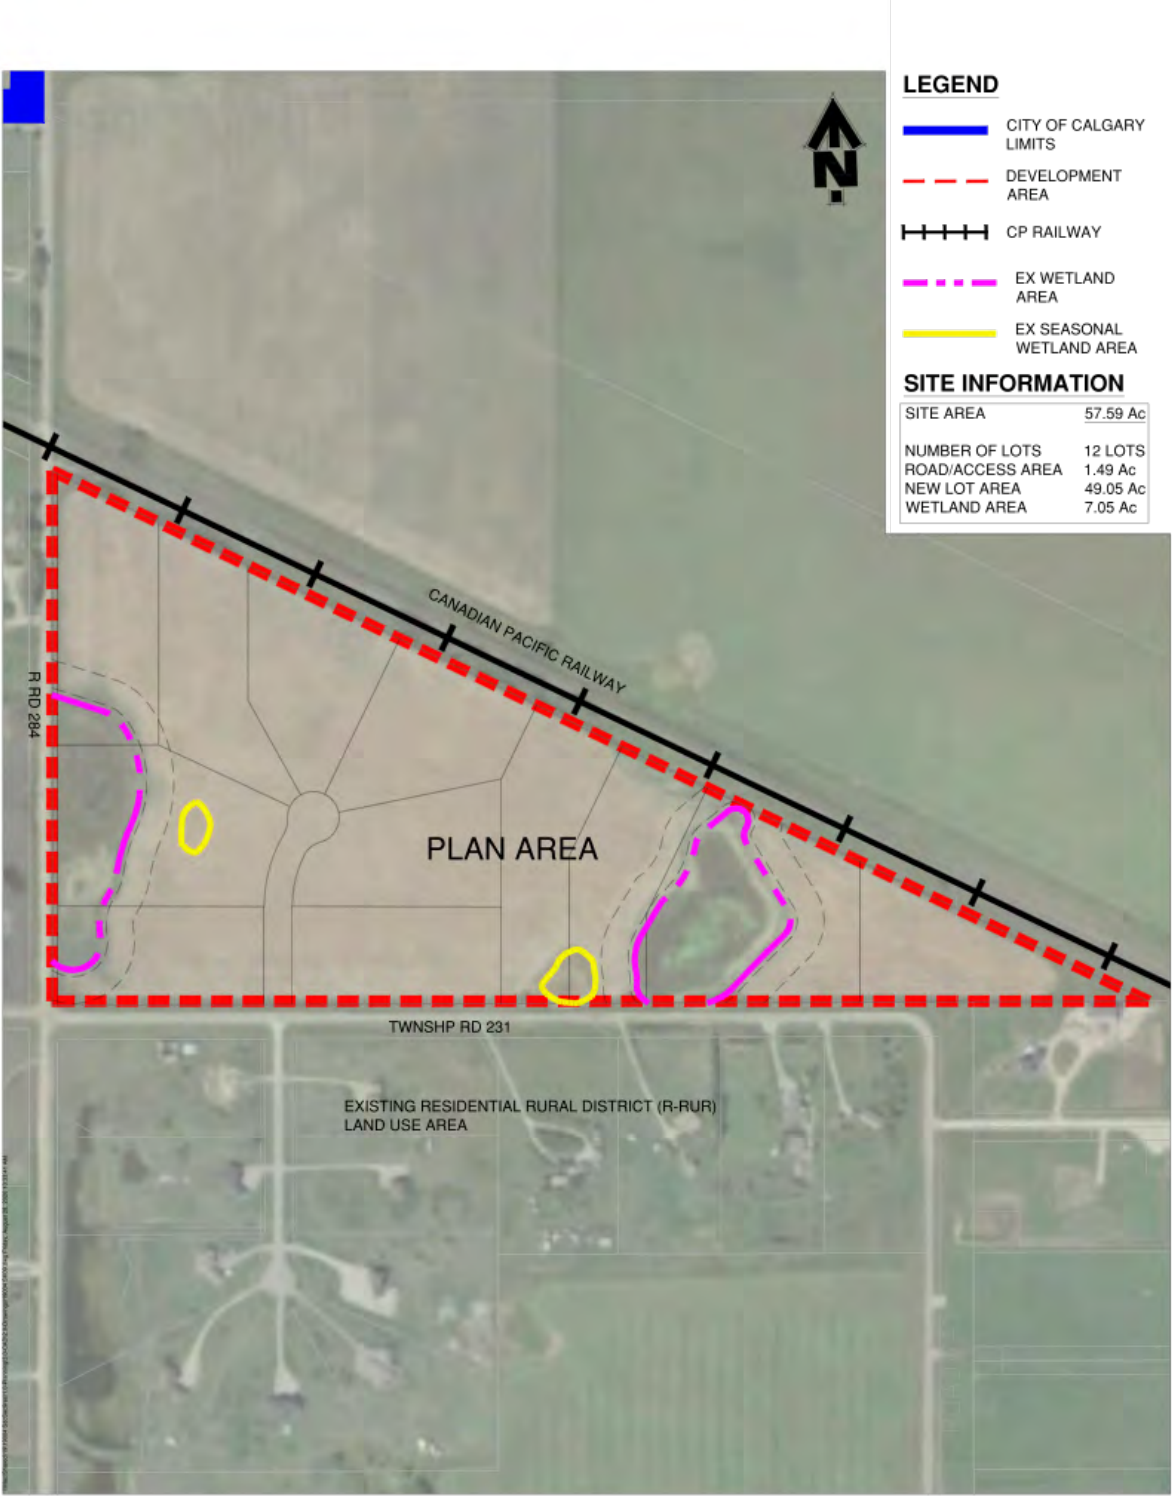 LEGEND
CITY OF CALGARY
LIMITS
DEVELOPMENT
AREA
CP RAILWAY
EX WETLAND
AREA
EX SEASONAL
WETLAND AREA
SITE INFORMATION
SITE AREA 57.59 Ac
NUMBER OF LOTS 12 LOTS
ROAD/ACCESS AREA 1.49 Ac
NEW LOT AREA 49.05 Ac
WETLAND AREA 7.05 Ac
N
CANADIAN PACIFIC RAILWAY
R RD 284
PLAN AREA
TWNSHP RD 231
EXISTING RESIDENTIAL RURAL DISTRICT (R-RUR)
LAND USE AREA